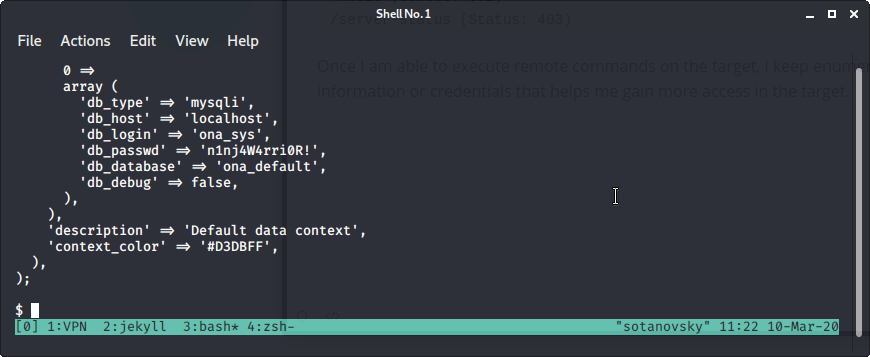 Shell No.1
/server-status (Status: 403)
File Actions Edit View Help
Once I am able to execute remote commands on the target, I keep enume
information or credentials that helps me gain more access in the target.
0 =>
array (
'db_type' => 'mysqli',
'db_host' => 'localhost',
'db_login' => 'ona_sys',
'db_passwd' => 'n1nj4W4rri0R!',
'db_database' => 'ona_default',
'db_debug' => false,
),
),
'description' => 'Default data context',
'context_color' => '#D3DBFF',
),
);
$
[0] 1:VPN 2:jekyll 3:bash* 4:zsh- "sotanovsky" 11:22 10-Mar-20